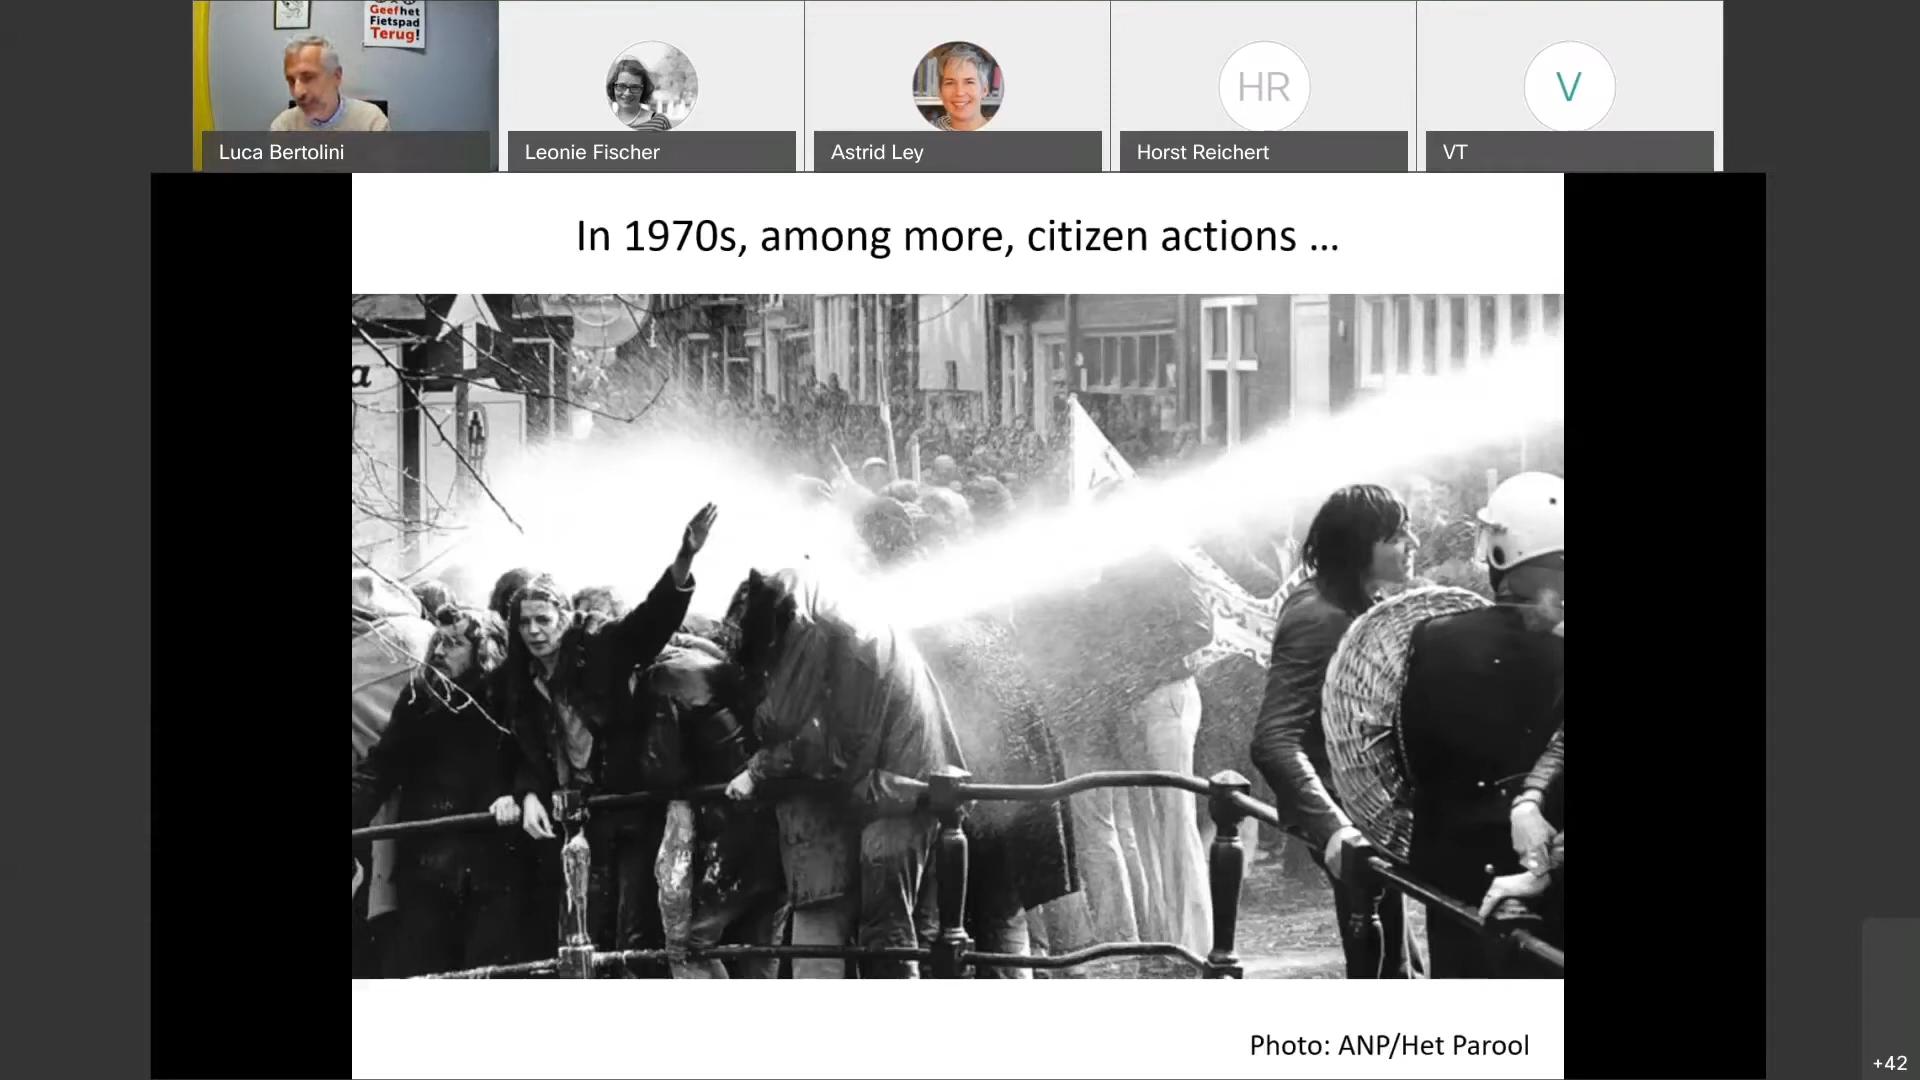 Geef het
Fietspad
Terug!
Luca Bertolini
Leonie Fischer
Astrid Ley
HR
Horst Reichert
V
VT
In 1970s, among more, citizen actions ...
a
Photo: ANP/Het Parool
+42